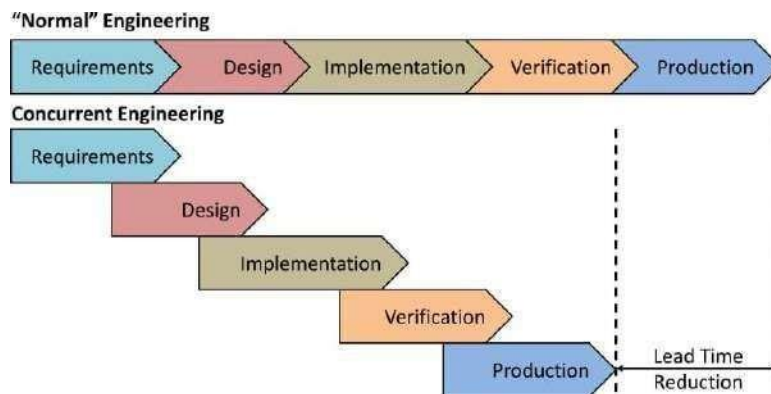 “Normal” Engineering
Requirements Design Implementation Verification Production
Concurrent Engineering
Requirements
Design
Implementation
Verification
Production
Lead Time
Reduction